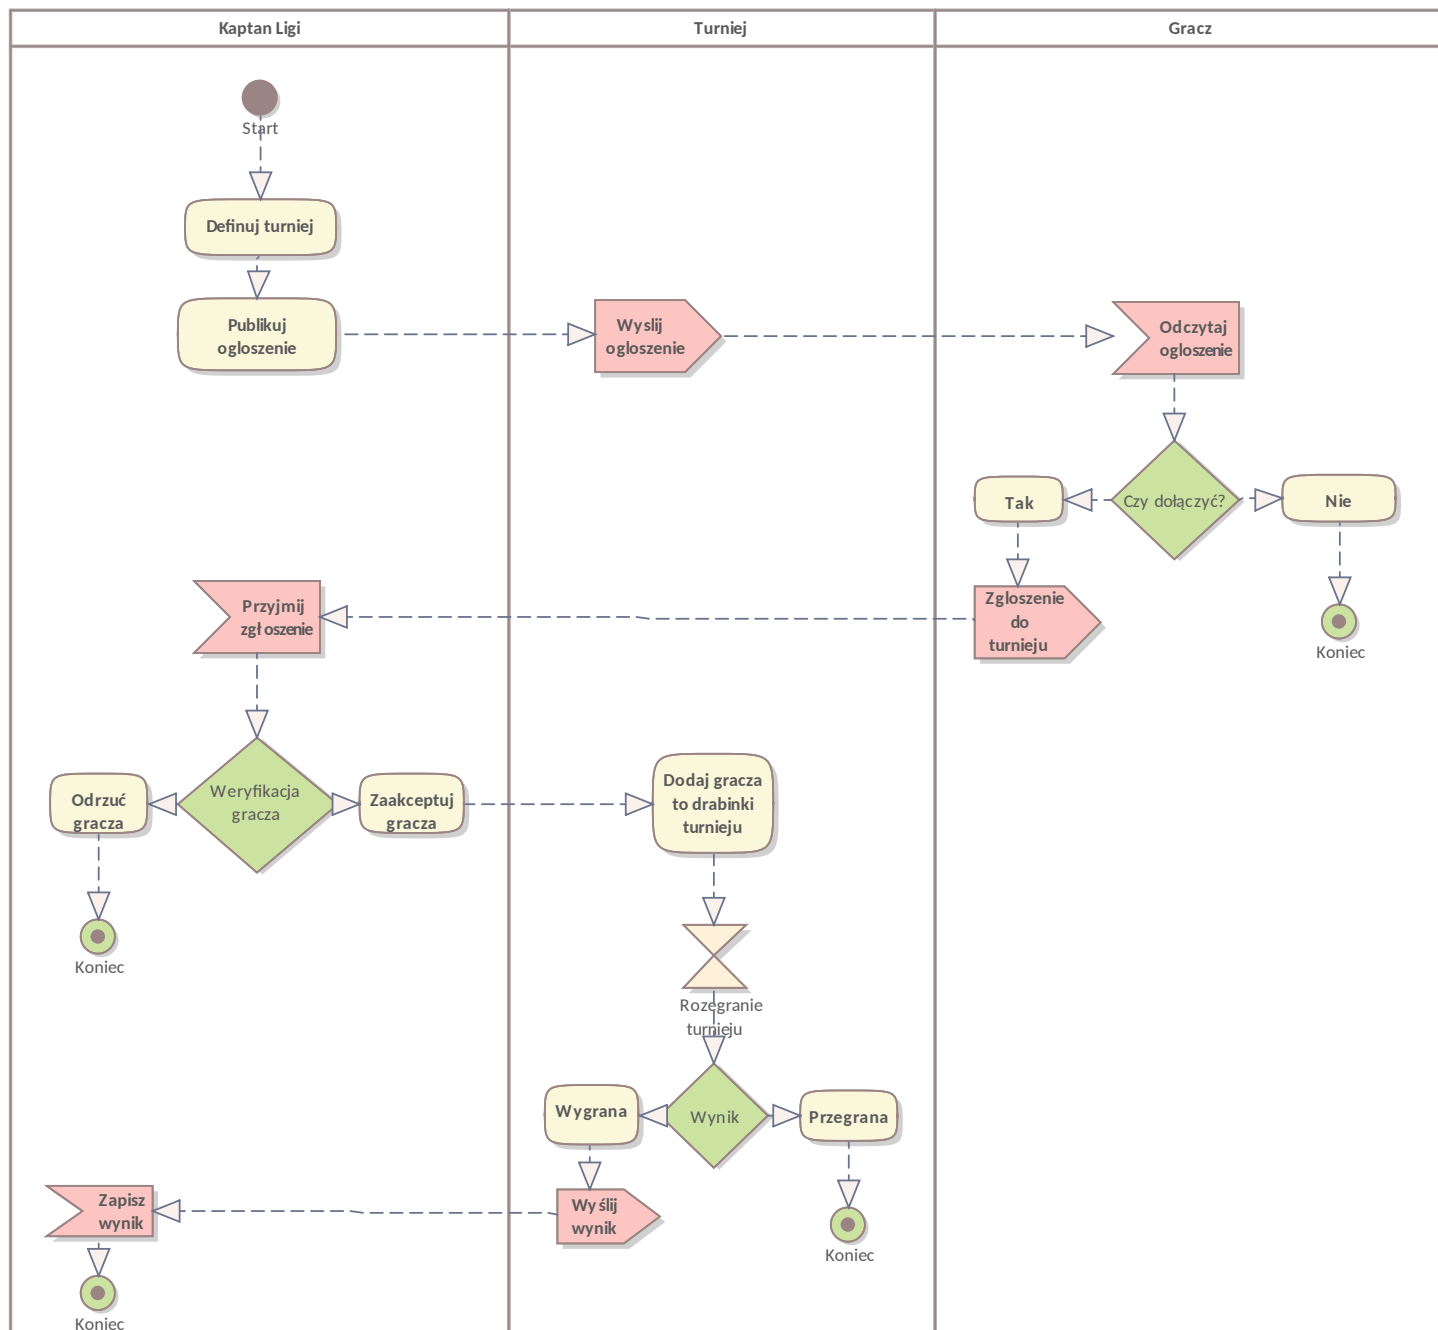 Kaptan Ligi
Turniej
Gracz
Start
Definuj turniej
Publikuj
ogloszenie
Wyslij
ogloszenie
Odczytaj
ogloszenie
Czy dołączyć?
Tak
Nie
Zgloszenie
do
turnieju
Koniec
Przyjmij
zgłoszenie
Weryfikacja
gracza
Odrzuć
gracza
Zaakceptuj
gracza
Dodaj gracza
to drabinki
turnieju
Koniec
Rozegranie
turnieju
Wynik
Wygrana
Przegrana
Wyślij
wynik
Zapisz
wynik
Koniec
Koniec